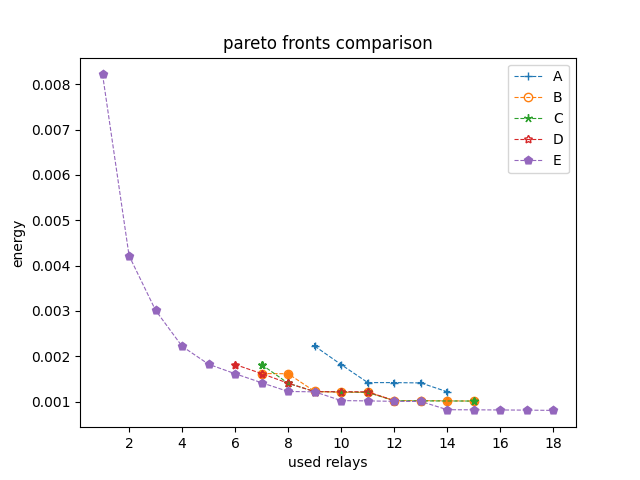 pareto fronts comparison
A
B
C
D
E
0.008
0.007
0.006
0.005
0.004
0.003
0.002
0.001
energy
2 4 6 8 10 12 14 16 18
used relays